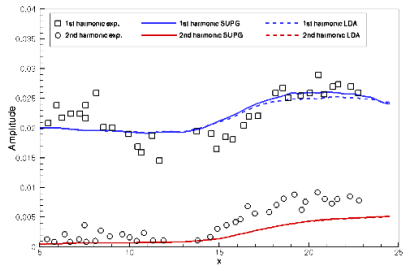 0.04
1st harmonic exp.
1st harmonic SUPG
1st harmonic LDA
2nd harmonic exp.
2nd harmonic SUPG
2nd harmonic LDA
0.035
0.03
0.025
0.02
0.015
0.01
0.005
0
Amplitude
5
10
15
20
25
x